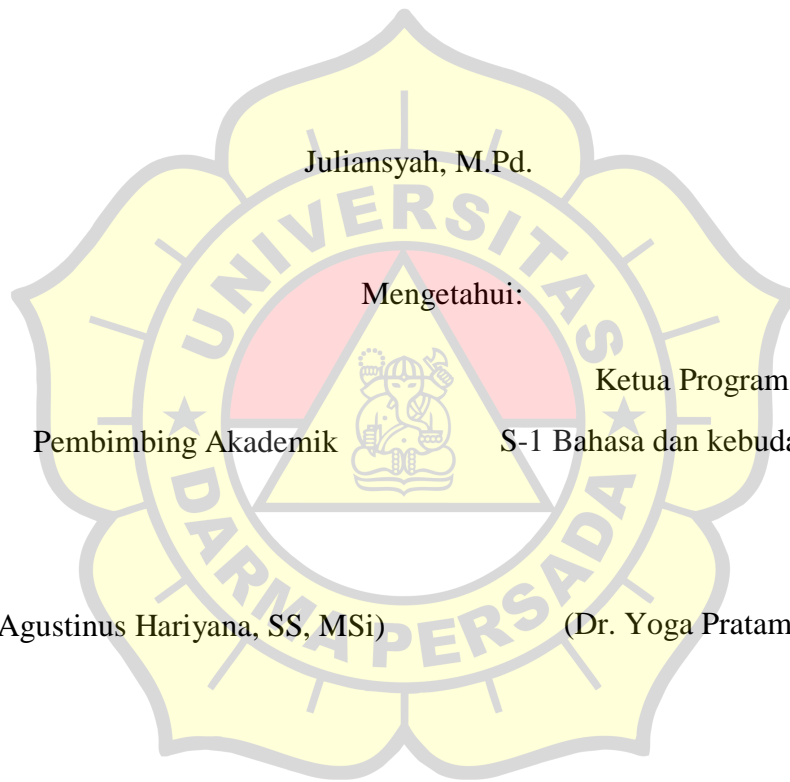 Juliansyah, M.Pd.
UNIVERSITAS
Mengetahui:
Ketua Program
Pembimbing Akademik
S-1 Bahasa dan kebuda
DARMA PERSADA
Agustinus Hariyana, SS, MSi)
(Dr. Yoga Pratam